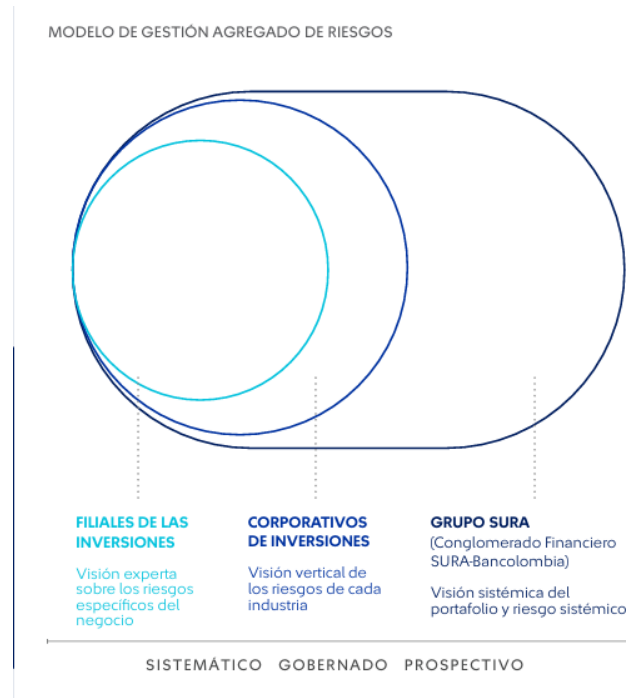 MODELO DE GESTIÓN AGREGADO DE RIESGOS
FILIALES DE LAS
INVERSIONES
Visión experta
sobre los riesgos
específicos del
negocio
CORPORATIVOS
DE INVERSIONES
Visión vertical de
los riesgos de cada
industria
GRUPO SURA
(Conglomerado Financiero
SURA-Bancolombia)
Visión sistémica del
portafolio y riesgo sistémico
SISTEMÁTICO GOBERNADO PROSPECTIVO